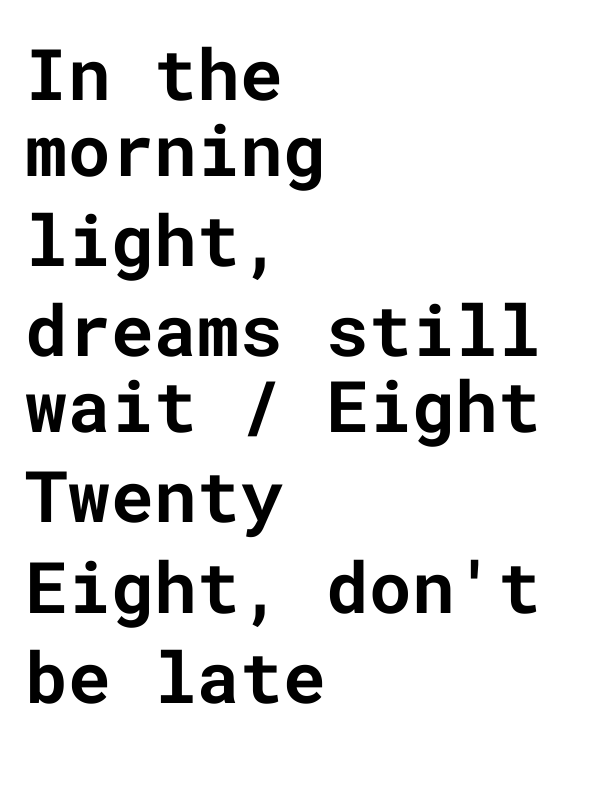 In the
morning
light,
dreams still
wait / Eight
Twenty
Eight, don't
be late